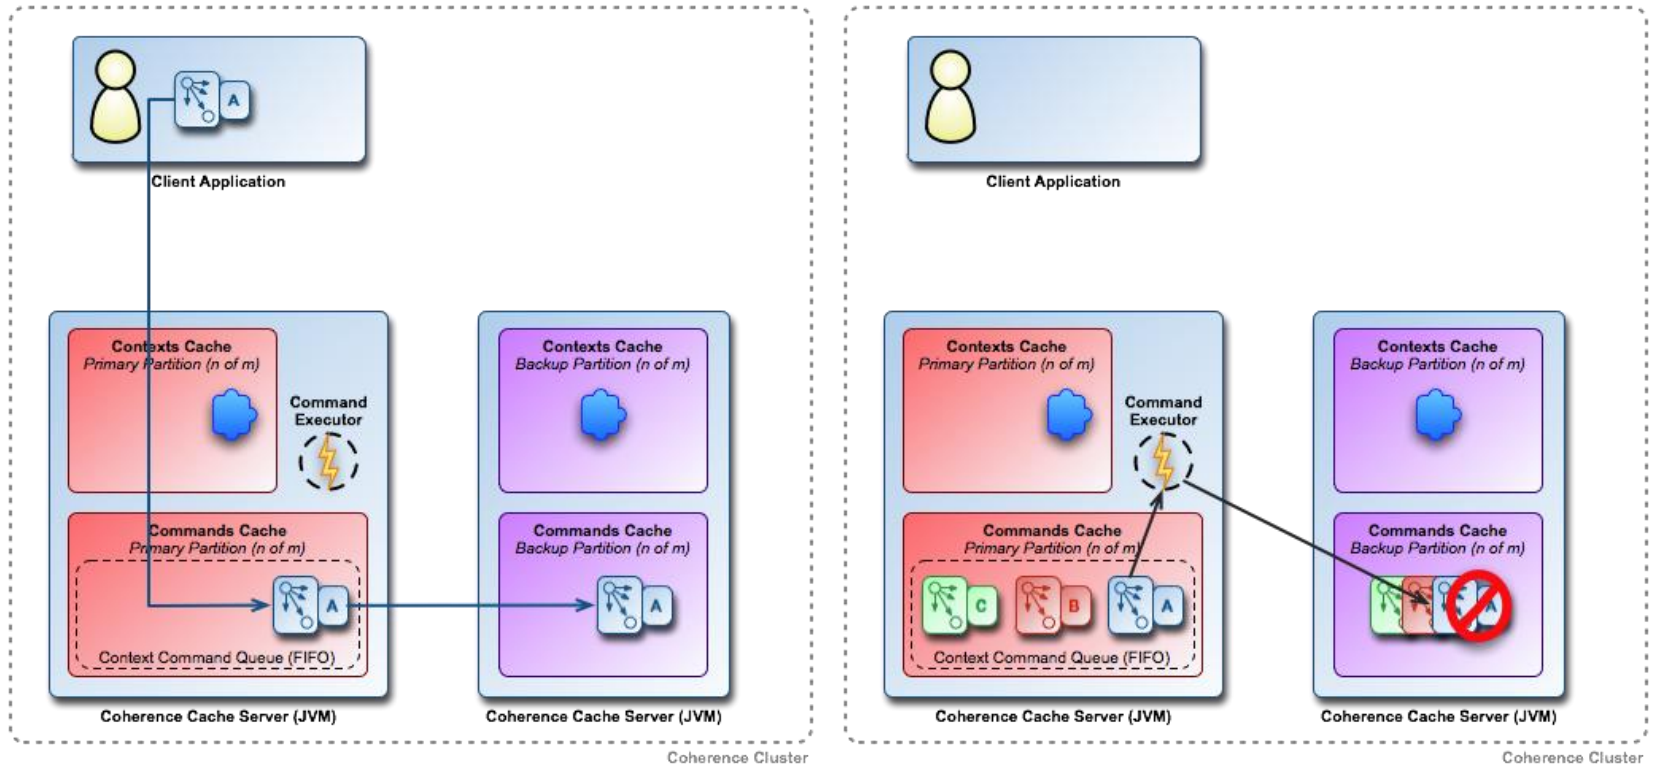 A
Client Application
Contexts Cache
Primary Partition (n of m)
Command
Executor
Commands Cache
Primary Partition (n of m)
A
Context Command Queue (FIFO)
Coherence Cache Server (JVM)
Contexts Cache
Backup Partition (n of m)
Commands Cache
Backup Partition (n of m)
A
Coherence Cache Server (JVM)
Coherence Cluster
Client Application
Contexts Cache
Primary Partition (n of m)
Command
Executor
Commands Cache
Primary Partition (n of m)
C
B
A
Context Command Queue (FIFO)
Coherence Cache Server (JVM)
Contexts Cache
Backup Partition (n of m)
Commands Cache
Backup Partition (n of m)
A
Coherence Cache Server (JVM)
Coherence Cluster